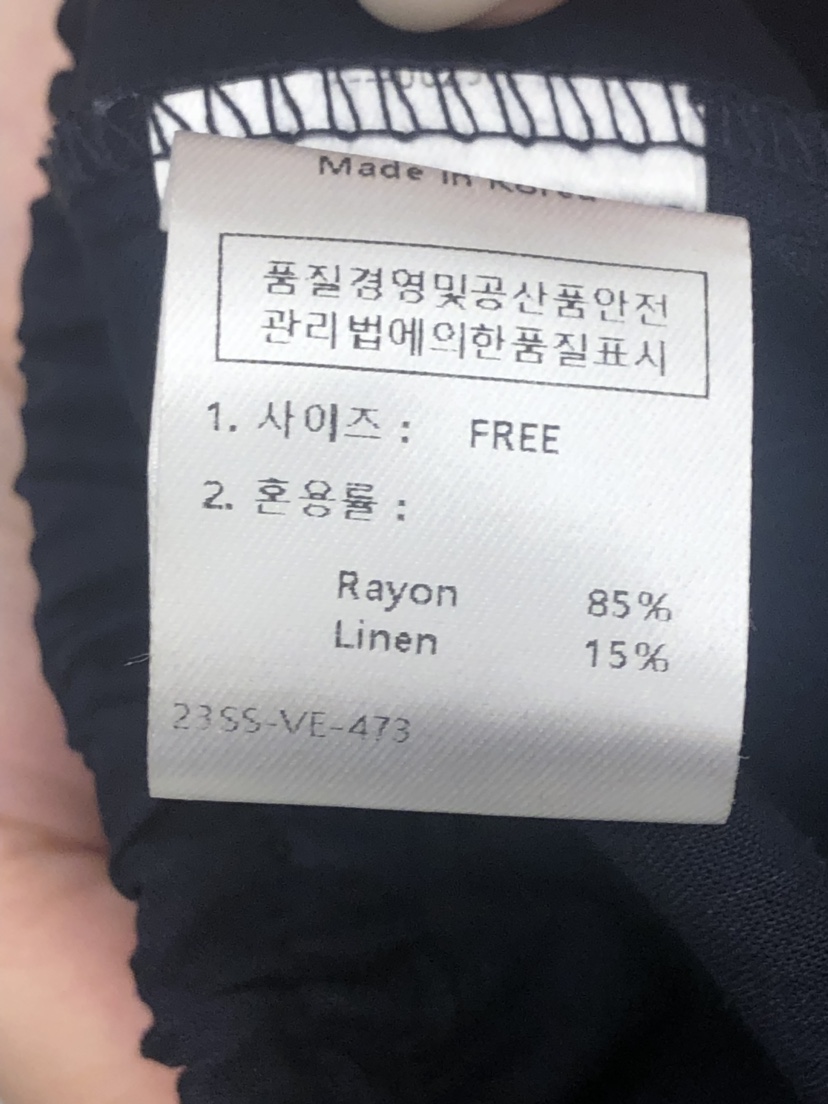 Made in Korea
품질경영및공산품안전
관리법에의한품질표시
1. 사이즈 : FREE
2. 혼용률 :
Rayon 85%
Linen 15%
23SS-VE-473